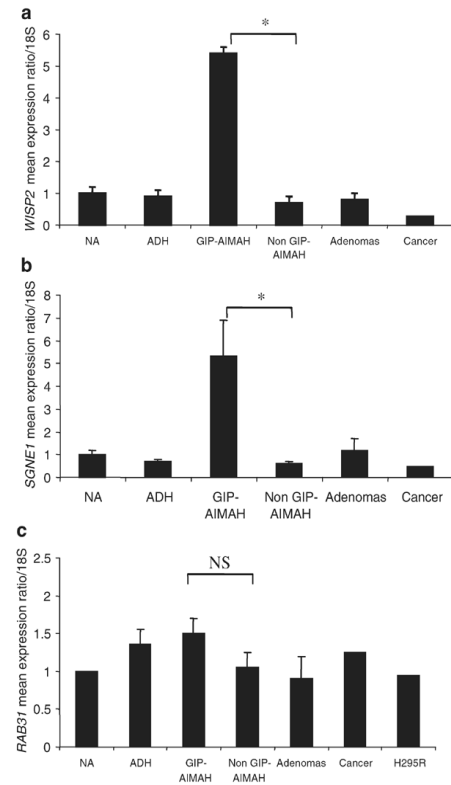 a
WISP2 mean expression ratio/18S
6
5
4
3
2
1
0
*
NA ADH GIP-AIMAH Non GIP- Adenomas Cancer
AIMAH
b
SGNE1 mean expression ratio/18S
8
7
6
5
4
3
2
1
0
*
NA ADH GIP- Non GIP- Adenomas Cancer
AIMAH AIMAH
c
RAB31 mean expression ratio/18S
2.5
2
1.5
1
0.5
0
NS
NA ADH GIP- Non GIP- Adenomas Cancer H295R
AIMAH AIMAH